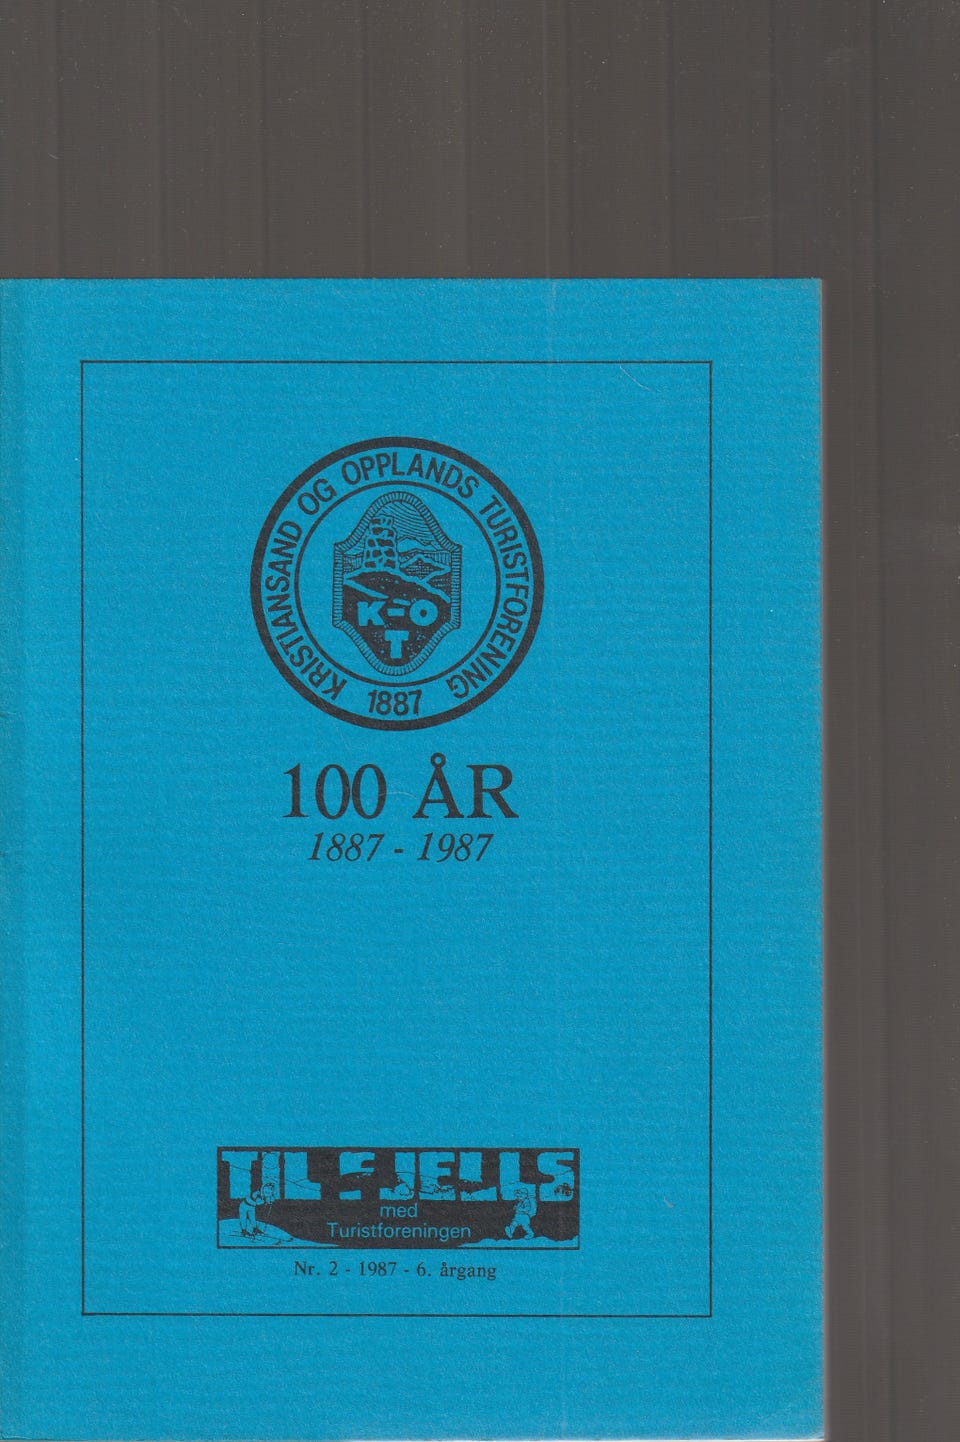 KRISTIANSAND OG OPPLANDS TURISTFORENING
K=O
T
1887
100 ÅR
1887 - 1987
TIL FJELLS
med
Turistforeningen
Nr. 2 - 1987 - 6. årgang